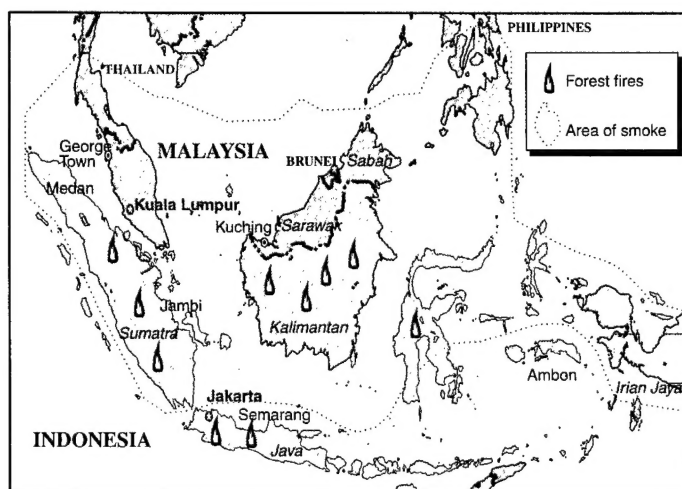 PHILIPPINES
THAILAND
Forest fires
Area of smoke
George
Town
MALAYSIA
BRUNEI
Sabah
Medan
Kuala Lumpur
Kuching
Sarawak
Jambi
Sumatra
Kalimantan
Ambon
Irian Jaya
Jakarta
Semarang
INDONESIA
Java